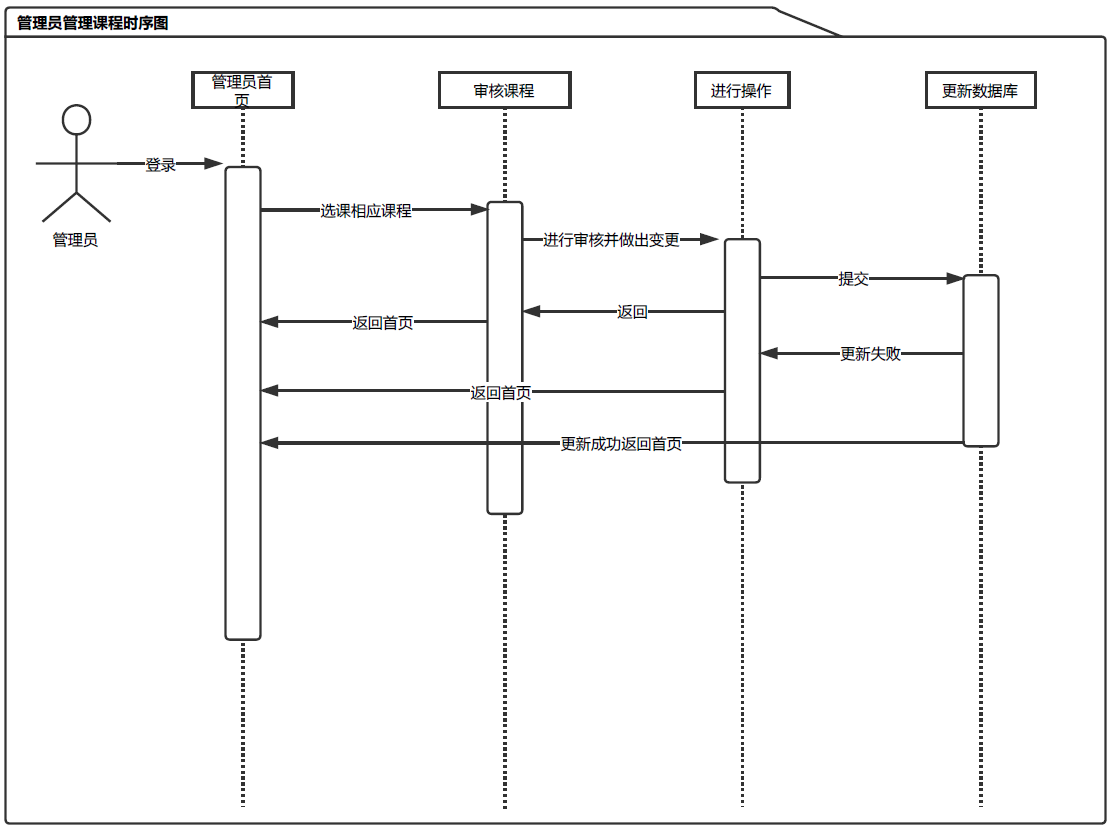 管理员管理课程时序图
管理员首
页
审核课程
进行操作
更新数据库
登录
管理员
选课相应课程
进行审核并做出变更
提交
返回
返回首页
更新失败
返回首页
更新成功返回首页